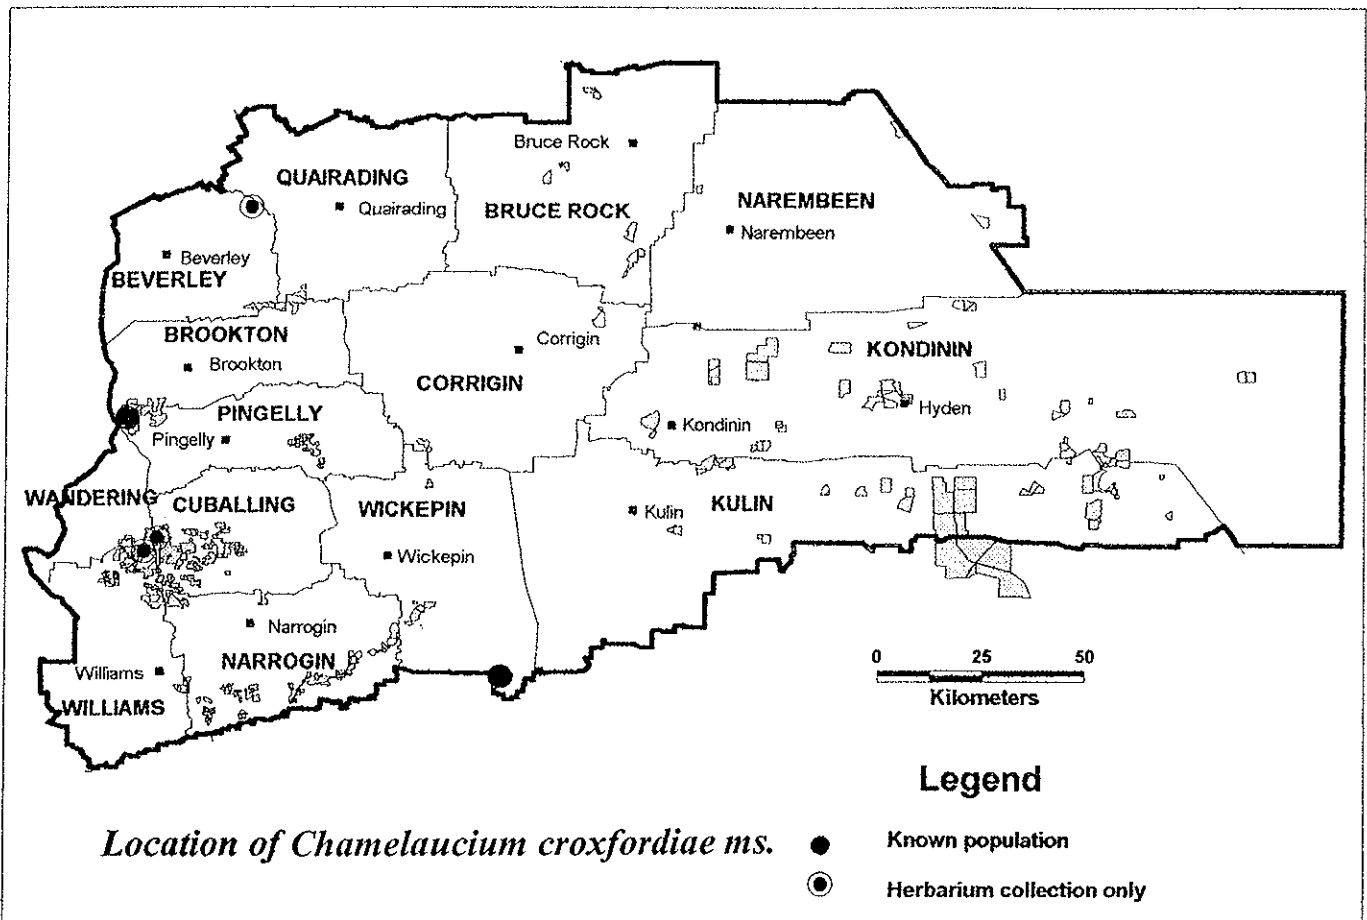 Bruce Rock
QUAIRADING
Quairading
BRUCE ROCK
NAREMBEEN
Narembeen
Beverley
BEVERLEY
BROOKTON
Brookton
Corrigin
CORRIGIN
KONDININ
Hyden
PINGELLY
Pingelly
Kondinin
WANDERING
CUBALLING
WICKEPIN
Kulin
KULIN
Wickepin
Narrogin
NARROGIN
Williams
WILLIAMS
0 25 50
Kilometers
Legend
Location of Chamelaucium croxfordiae ms.
Known population
Herbarium collection only